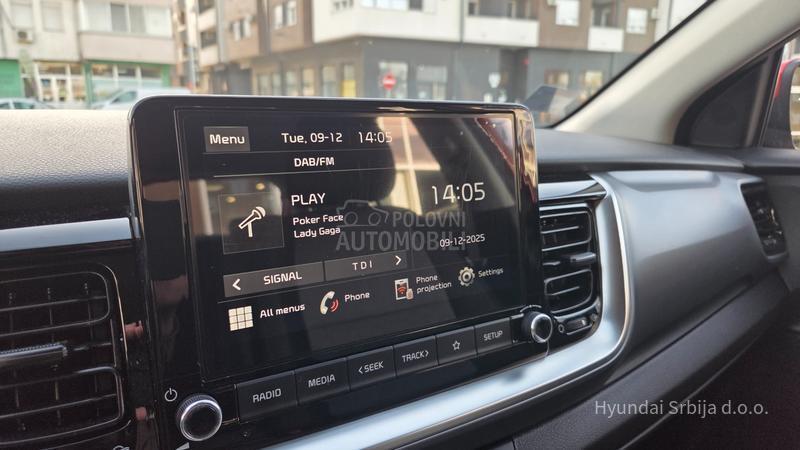 Menu
Tue, 09-12 14:05
DAB/FM
PLAY
Poker Face
Lady Gaga
14:05
09-12-2025
POLOVNI
AUTOMOBILI
< SIGNAL
TDI >
All menus
Phone
Phone
projection
Settings
RADIO
MEDIA
<SEEK
TRACK>
SETUP
Hyundai Srbija d.o.o.